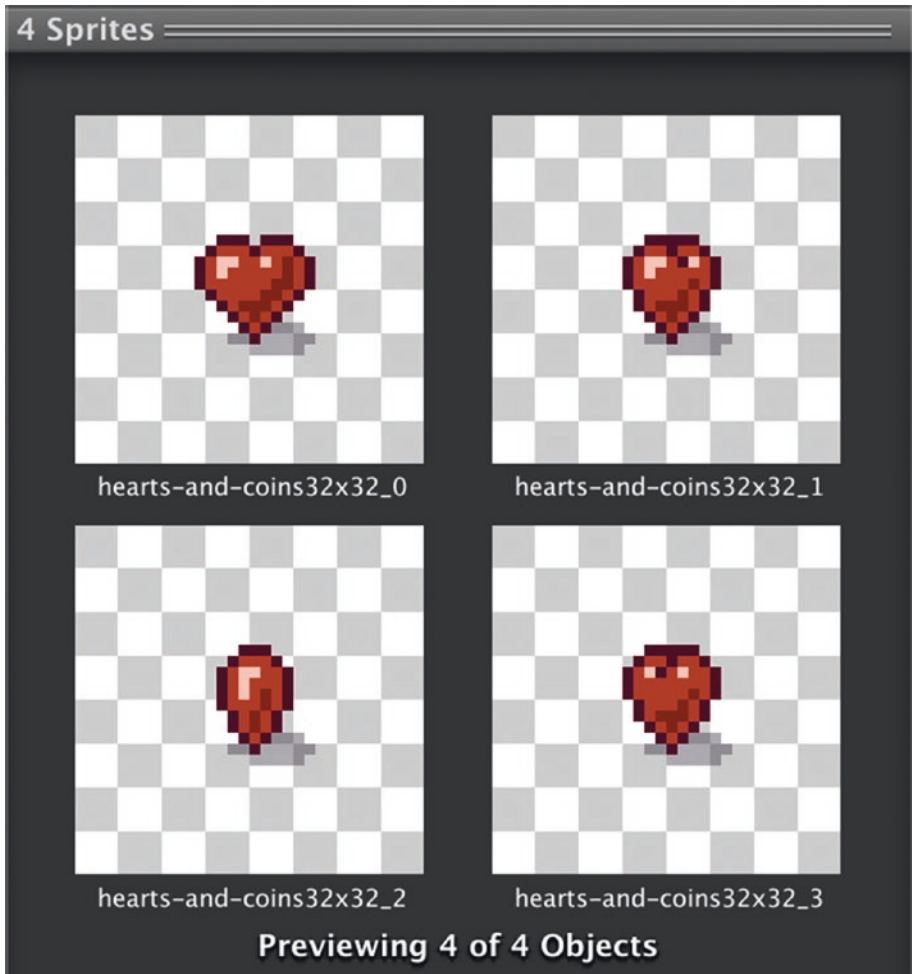 4 Sprites
hearts-and-coins32x32_0
hearts-and-coins32x32_1
hearts-and-coins32x32_2
hearts-and-coins32x32_3
Previewing 4 of 4 Objects